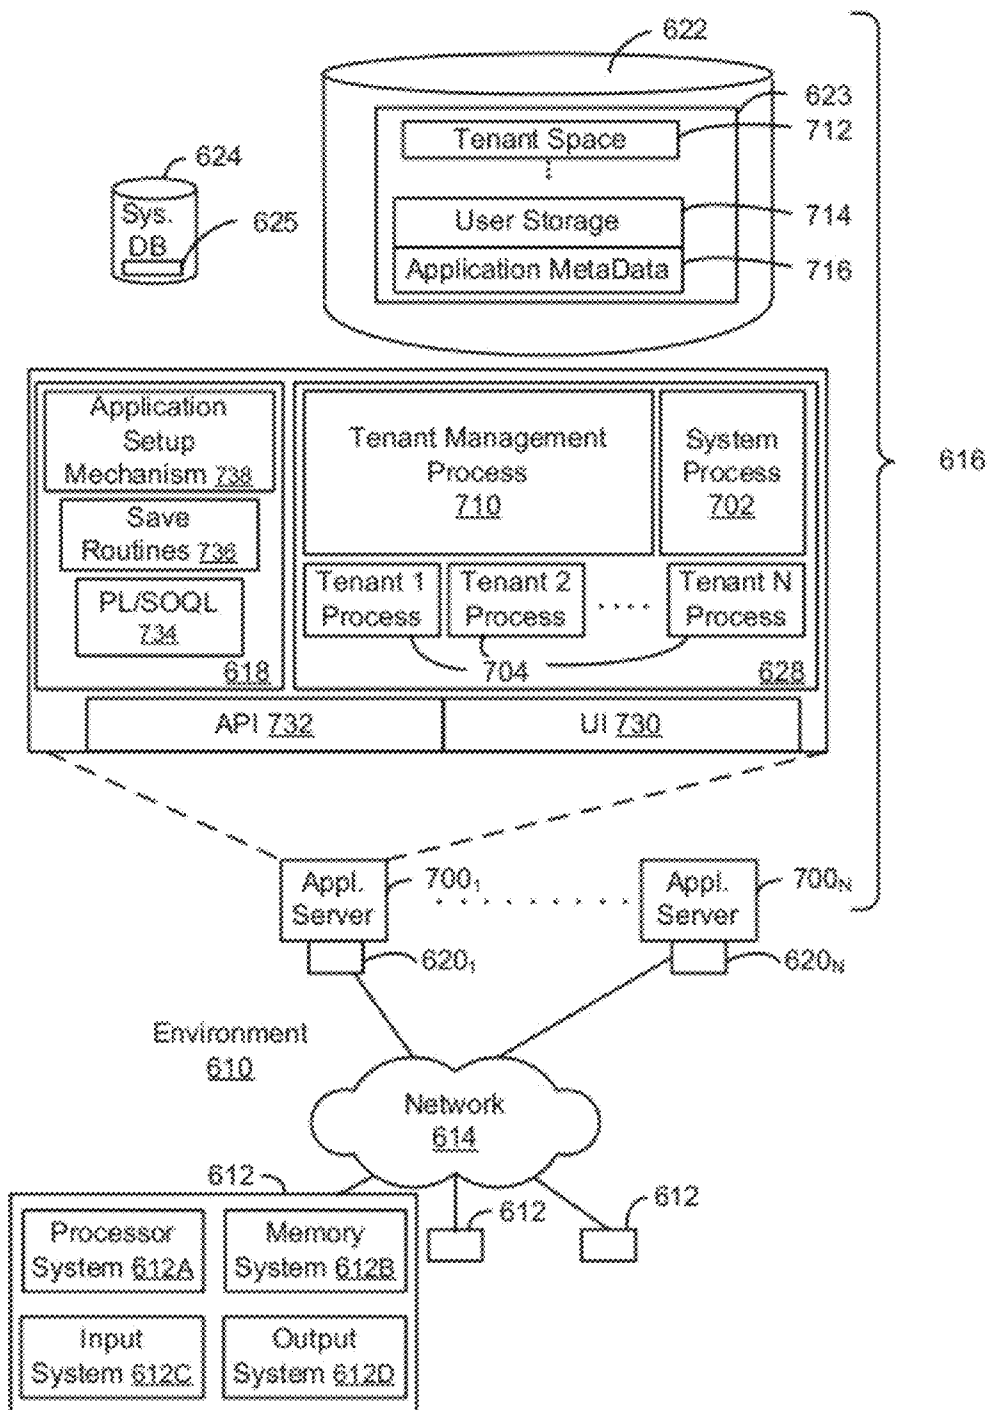 622
623
Tenant Space
712
624
Sys.
DB
625
User Storage
714
Application MetaData
716
Application
Setup
Mechanism 738
Tenant Management
Process
710
System
Process
702
616
Save
Routines 736
PL/SOQL
734
Tenant 1
Process
Tenant 2
Process
Tenant N
Process
704
618
628
API 732
UI 730
Appl.
Server
700₁
Appl.
Server
700N
620₁
620N
Environment
610
Network
614
612
612
612
Processor
System 612A
Memory
System 612B
Input
System 612C
Output
System 612D